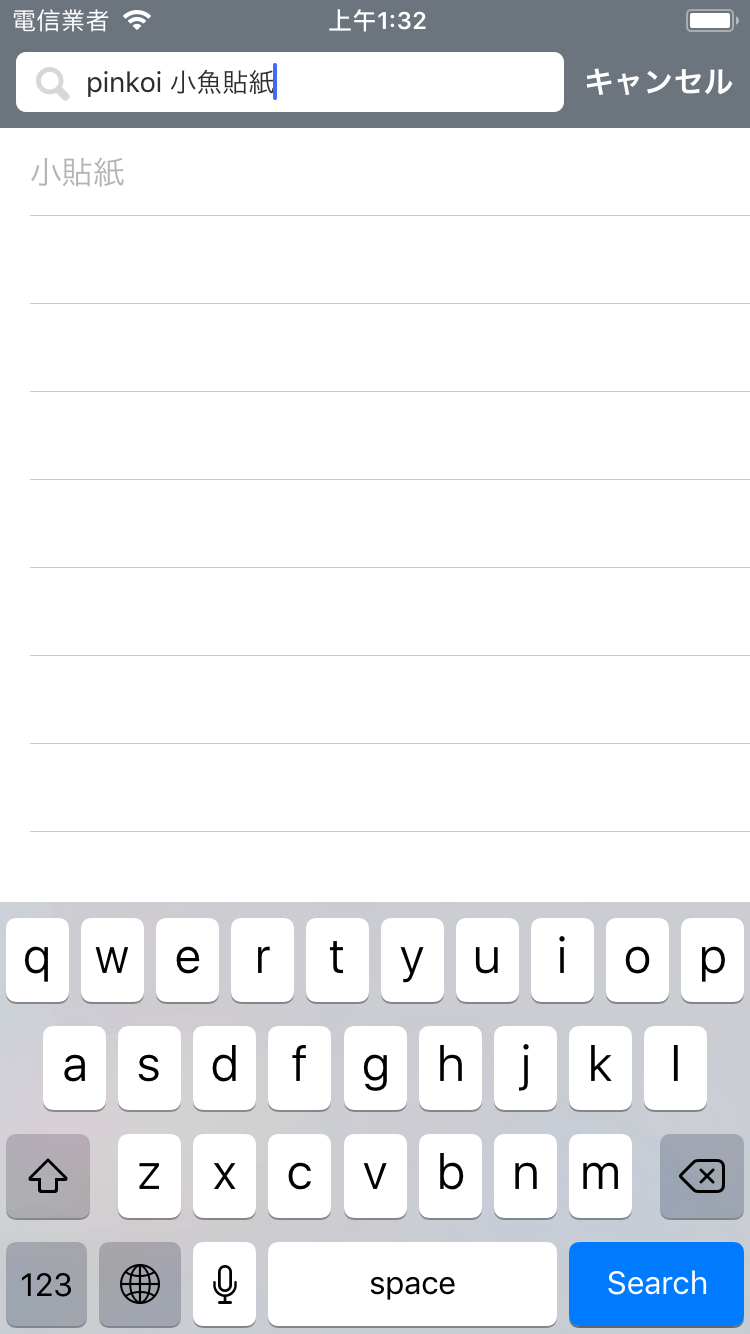 電信業者 上午1:32
pinkoi 小魚貼紙 キャンセル
小貼紙
q w e r t y u i o p
a s d f g h j k l
z x c v b n m
123 space Search